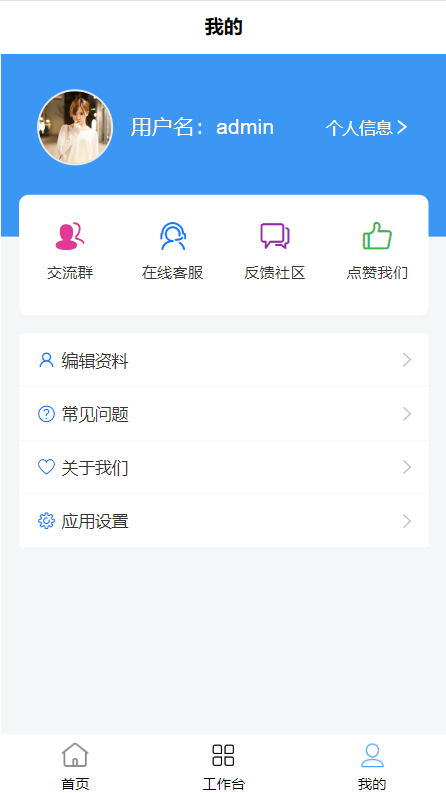 我的
用户名：admin 个人信息
交流群 在线客服 反馈社区 点赞我们
编辑资料
常见问题
关于我们
应用设置
首页 工作台 我的